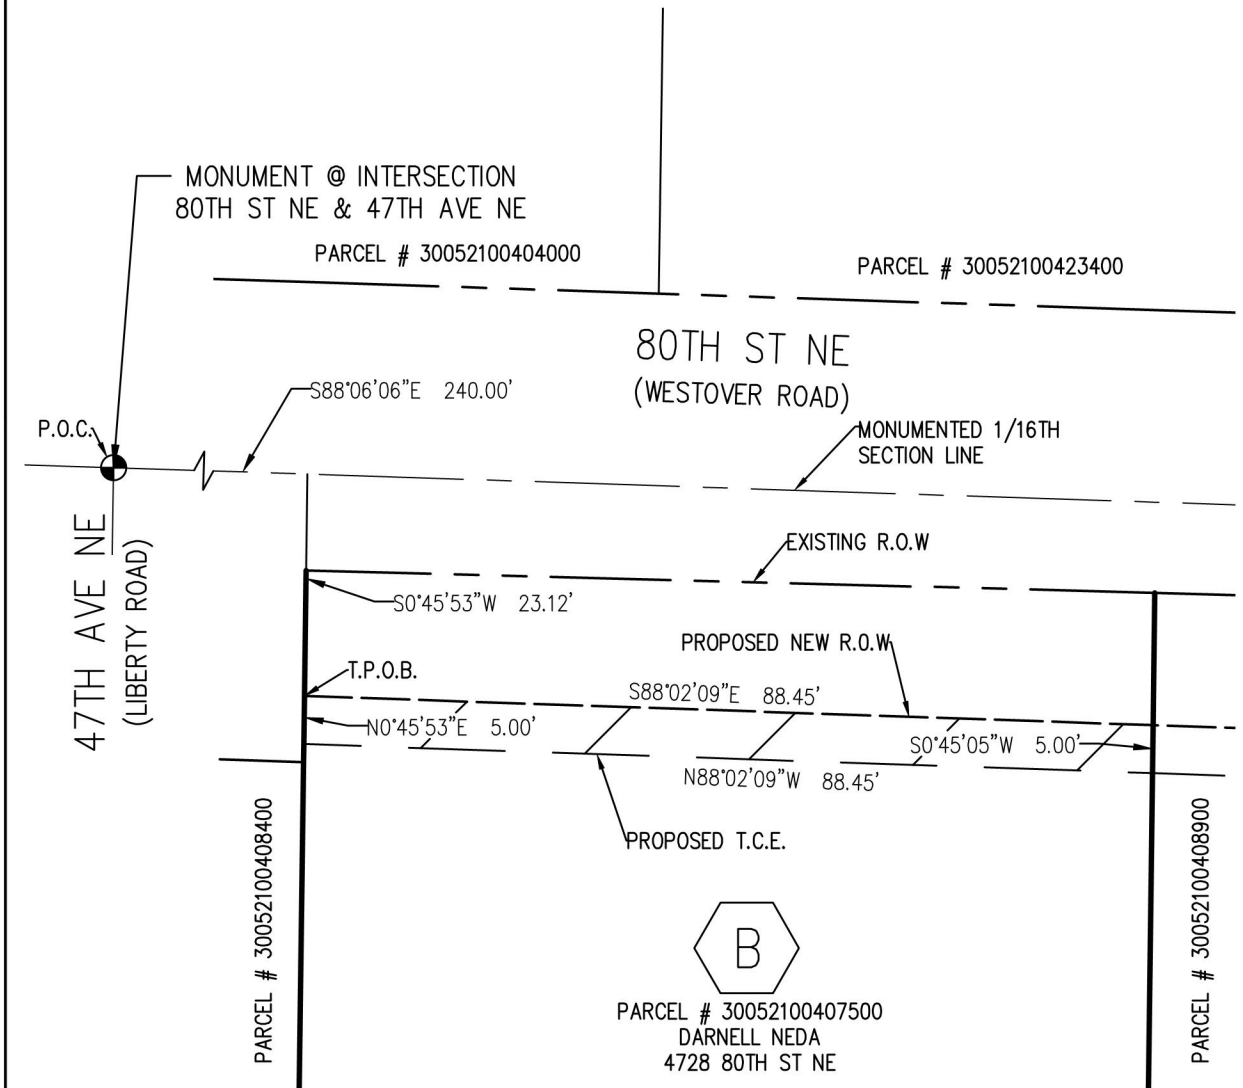 MONUMENT @ INTERSECTION
80TH ST NE & 47TH AVE NE
PARCEL # 30052100404000
PARCEL # 30052100423400
80TH ST NE
(WESTOVER ROAD)
S88°06'06"E 240.00'
P.O.C.
MONUMENTED 1/16TH
SECTION LINE
47TH AVE NE
(LIBERTY ROAD)
EXISTING R.O.W
S0°45'53"W 23.12'
PROPOSED NEW R.O.W
T.P.O.B.
S88°02'09"E 88.45'
N0°45'53"E 5.00'
S0°45'05"W 5.00'
N88°02'09"W 88.45'
PROPOSED T.C.E.
PARCEL # 30052100408400
PARCEL # 30052100408900
B
PARCEL # 30052100407500
DARNELL NEDA
4728 80TH ST NE